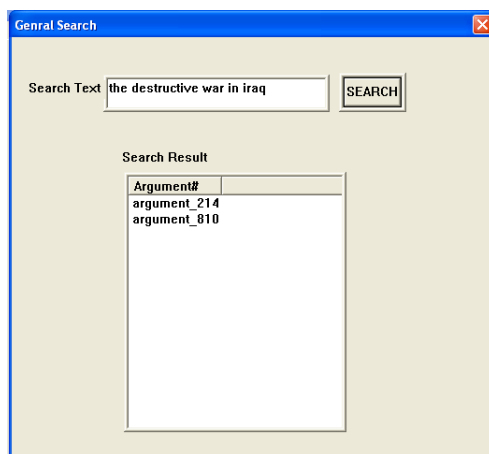 Genral Search
Search Text the destructive war in iraq SEARCH
Search Result
Argument#
argument_214
argument_810